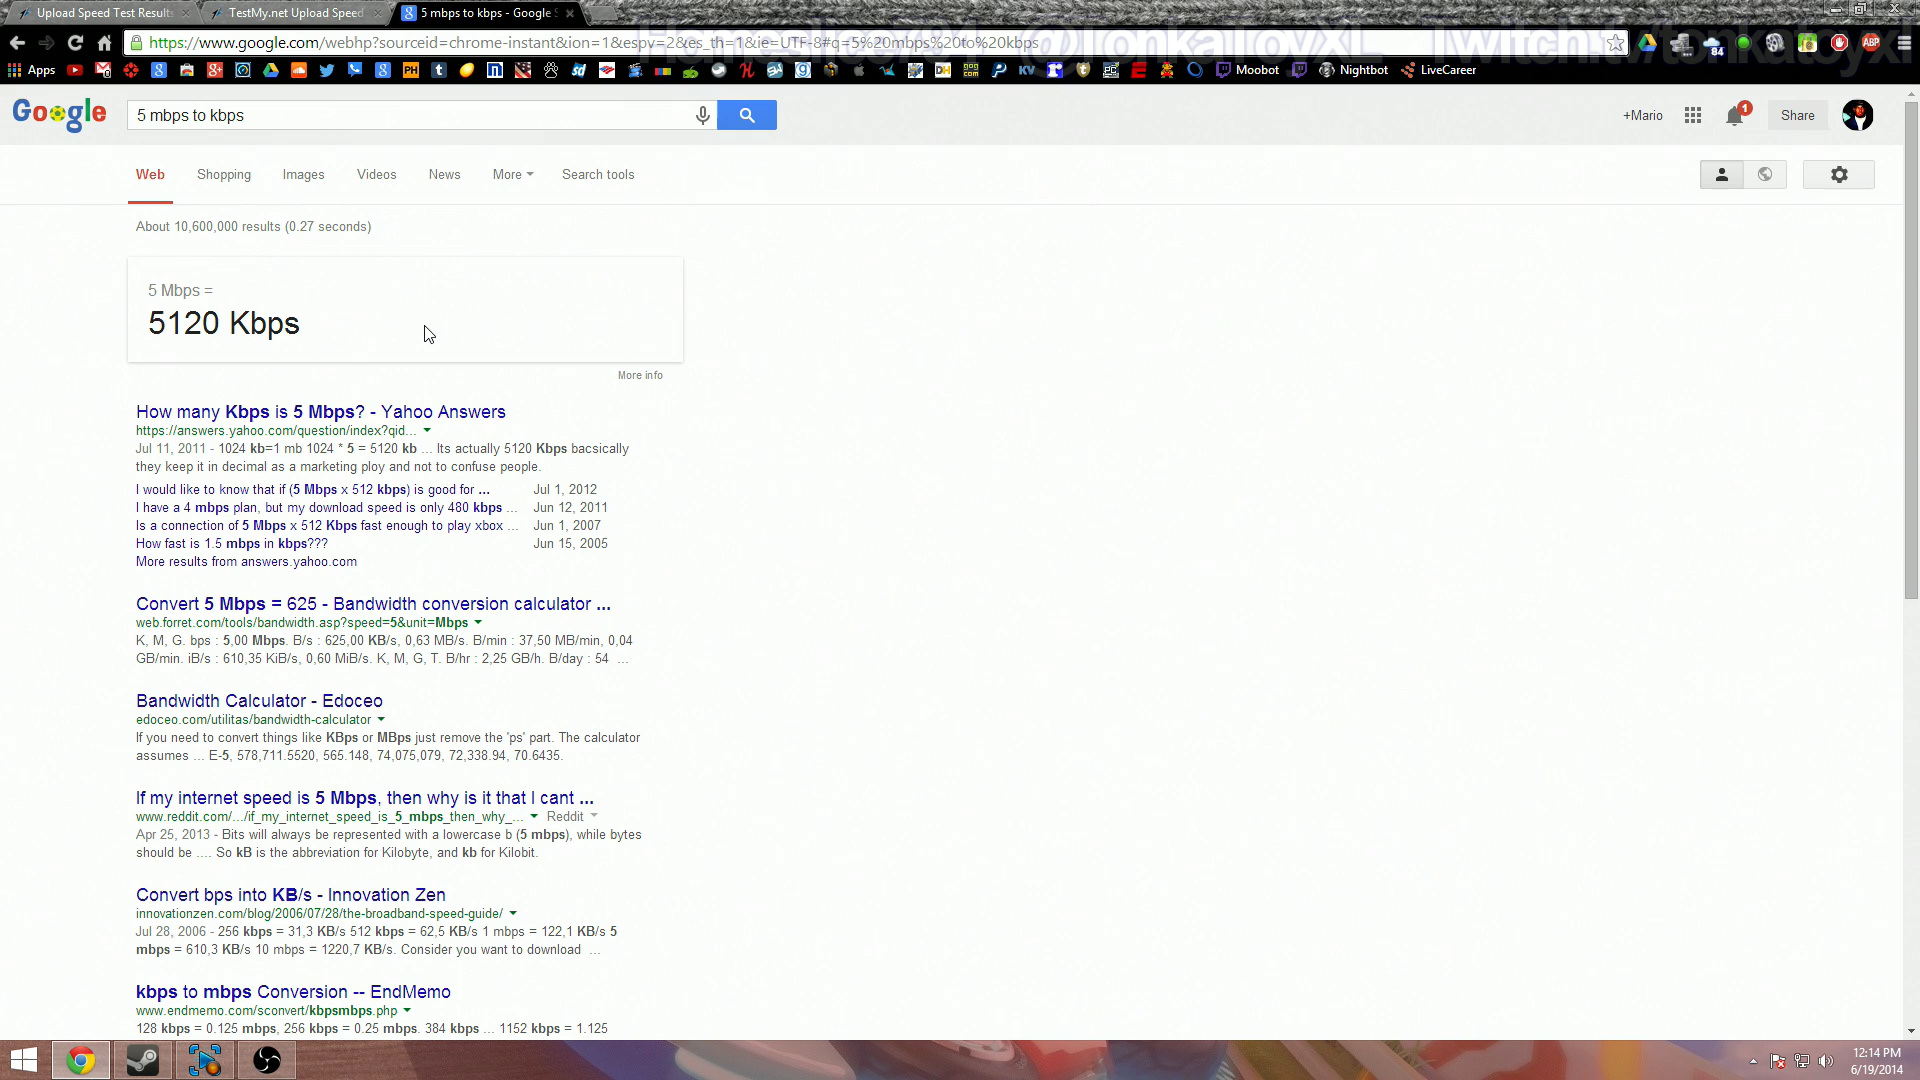 Upload Speed Test Results
TestMy.net Upload Speed
5 mbps to kbps - Google S
https://www.google.com/webhp?sourceid=chrome-instant&ion=1&espv=2&es_th=1&ie=UTF-8#q=5%20mbps%20to%20kbps
84
ABP
Apps
PH
Moobot
Nightbot
LiveCareer
Google
5 mbps to kbps
+Mario
1
Share
Web
Shopping
Images
Videos
News
More
Search tools
About 10,600,000 results (0.27 seconds)
5 Mbps =
5120 Kbps
More info
How many Kbps is 5 Mbps? - Yahoo Answers
https://answers.yahoo.com/question/index?qid...
Jul 11, 2011 - 1024 kb=1 mb 1024 * 5 = 5120 kb ... Its actually 5120 Kbps bacsically
they keep it in decimal as a marketing ploy and not to confuse people.
I would like to know that if (5 Mbps x 512 kbps) is good for ... Jul 1, 2012
I have a 4 mbps plan, but my download speed is only 480 kbps ... Jun 12, 2011
Is a connection of 5 Mbps x 512 Kbps fast enough to play xbox ... Jun 1, 2007
How fast is 1.5 mbps in kbps??? Jun 15, 2005
More results from answers.yahoo.com
Convert 5 Mbps = 625 - Bandwidth conversion calculator ...
web.forret.com/tools/bandwidth.asp?speed=5&unit=Mbps
K, M, G. bps : 5,00 Mbps. B/s : 625,00 KB/s, 0,63 MB/s. B/min : 37,50 MB/min, 0,04
GB/min. iB/s : 610,35 KiB/s, 0,60 MiB/s. K, M, G, T. B/hr : 2,25 GB/h. B/day : 54 ...
Bandwidth Calculator - Edoceo
edoceo.com/utilitas/bandwidth-calculator
If you need to convert things like KBps or MBps just remove the 'ps' part. The calculator
assumes ... E-5, 578,711.5520, 565.148, 74,075,079, 72,338.94, 70.6435.
If my internet speed is 5 Mbps, then why is it that I cant ...
www.reddit.com/.../if_my_internet_speed_is_5_mbps_then_why_... Reddit
Apr 25, 2013 - Bits will always be represented with a lowercase b (5 mbps), while bytes
should be .... So kB is the abbreviation for Kilobyte, and kb for Kilobit.
Convert bps into KB/s - Innovation Zen
innovationzen.com/blog/2006/07/28/the-broadband-speed-guide/
Jul 28, 2006 - 256 kbps = 31,3 KB/s 512 kbps = 62,5 KB/s 1 mbps = 122,1 KB/s 5
mbps = 610,3 KB/s 10 mbps = 1220,7 KB/s. Consider you want to download ...
kbps to mbps Conversion -- EndMemo
www.endmemo.com/sconvert/kbpsmbps.php
128 kbps = 0.125 mbps, 256 kbps = 0.25 mbps. 384 kbps ... 1152 kbps = 1.125
12:14 PM
6/19/2014